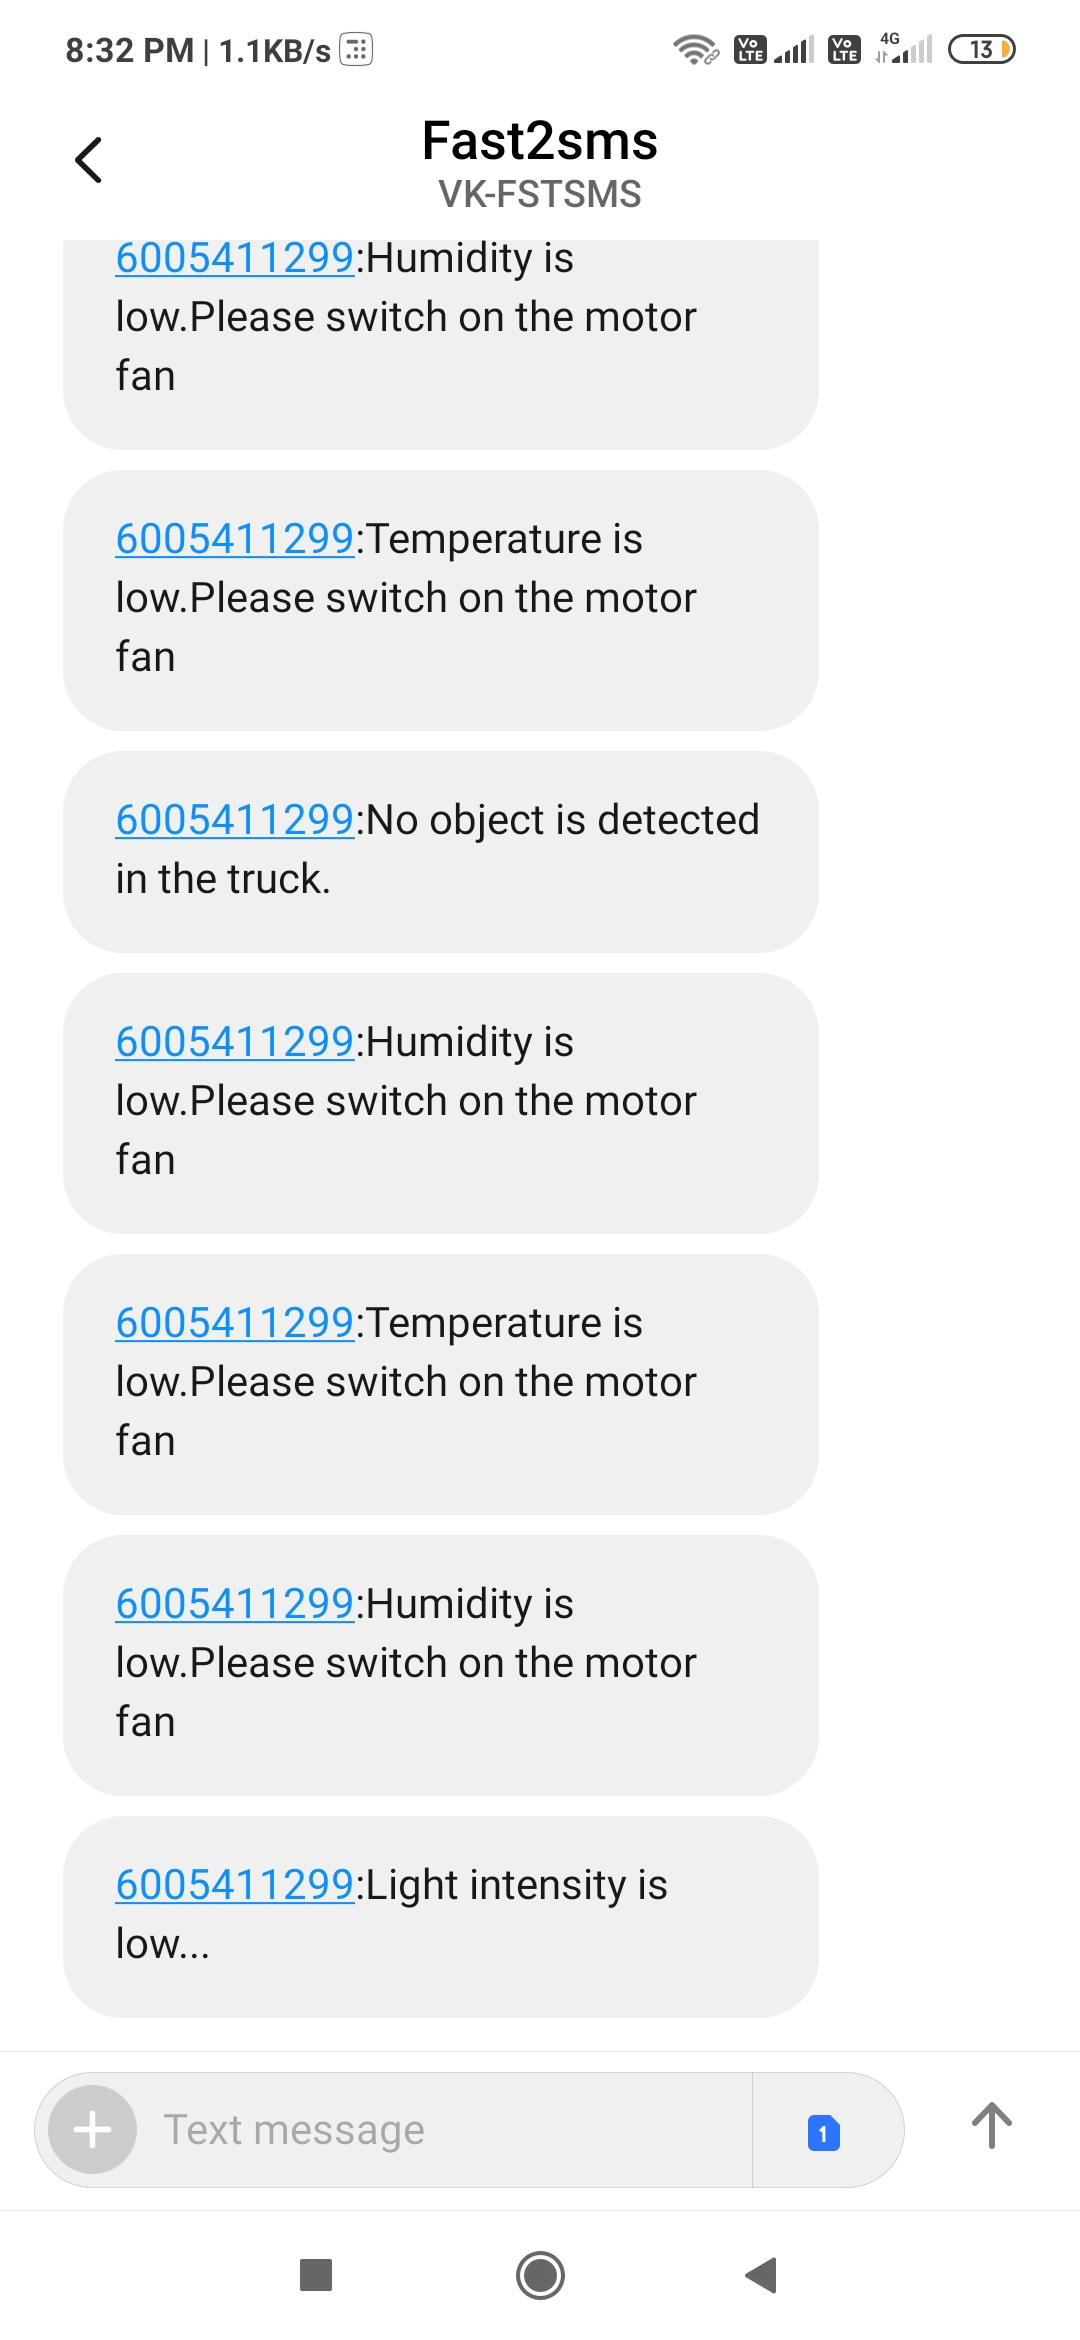 8:32 PM | 1.1KB/s
Vo LTE Vo LTE 4G 13
Fast2sms
VK-FSTSMS
6005411299:Humidity is
low.Please switch on the motor
fan
6005411299:Temperature is
low.Please switch on the motor
fan
6005411299:No object is detected
in the truck.
6005411299:Humidity is
low.Please switch on the motor
fan
6005411299:Temperature is
low.Please switch on the motor
fan
6005411299:Humidity is
low.Please switch on the motor
fan
6005411299:Light intensity is
low...
Text message
1